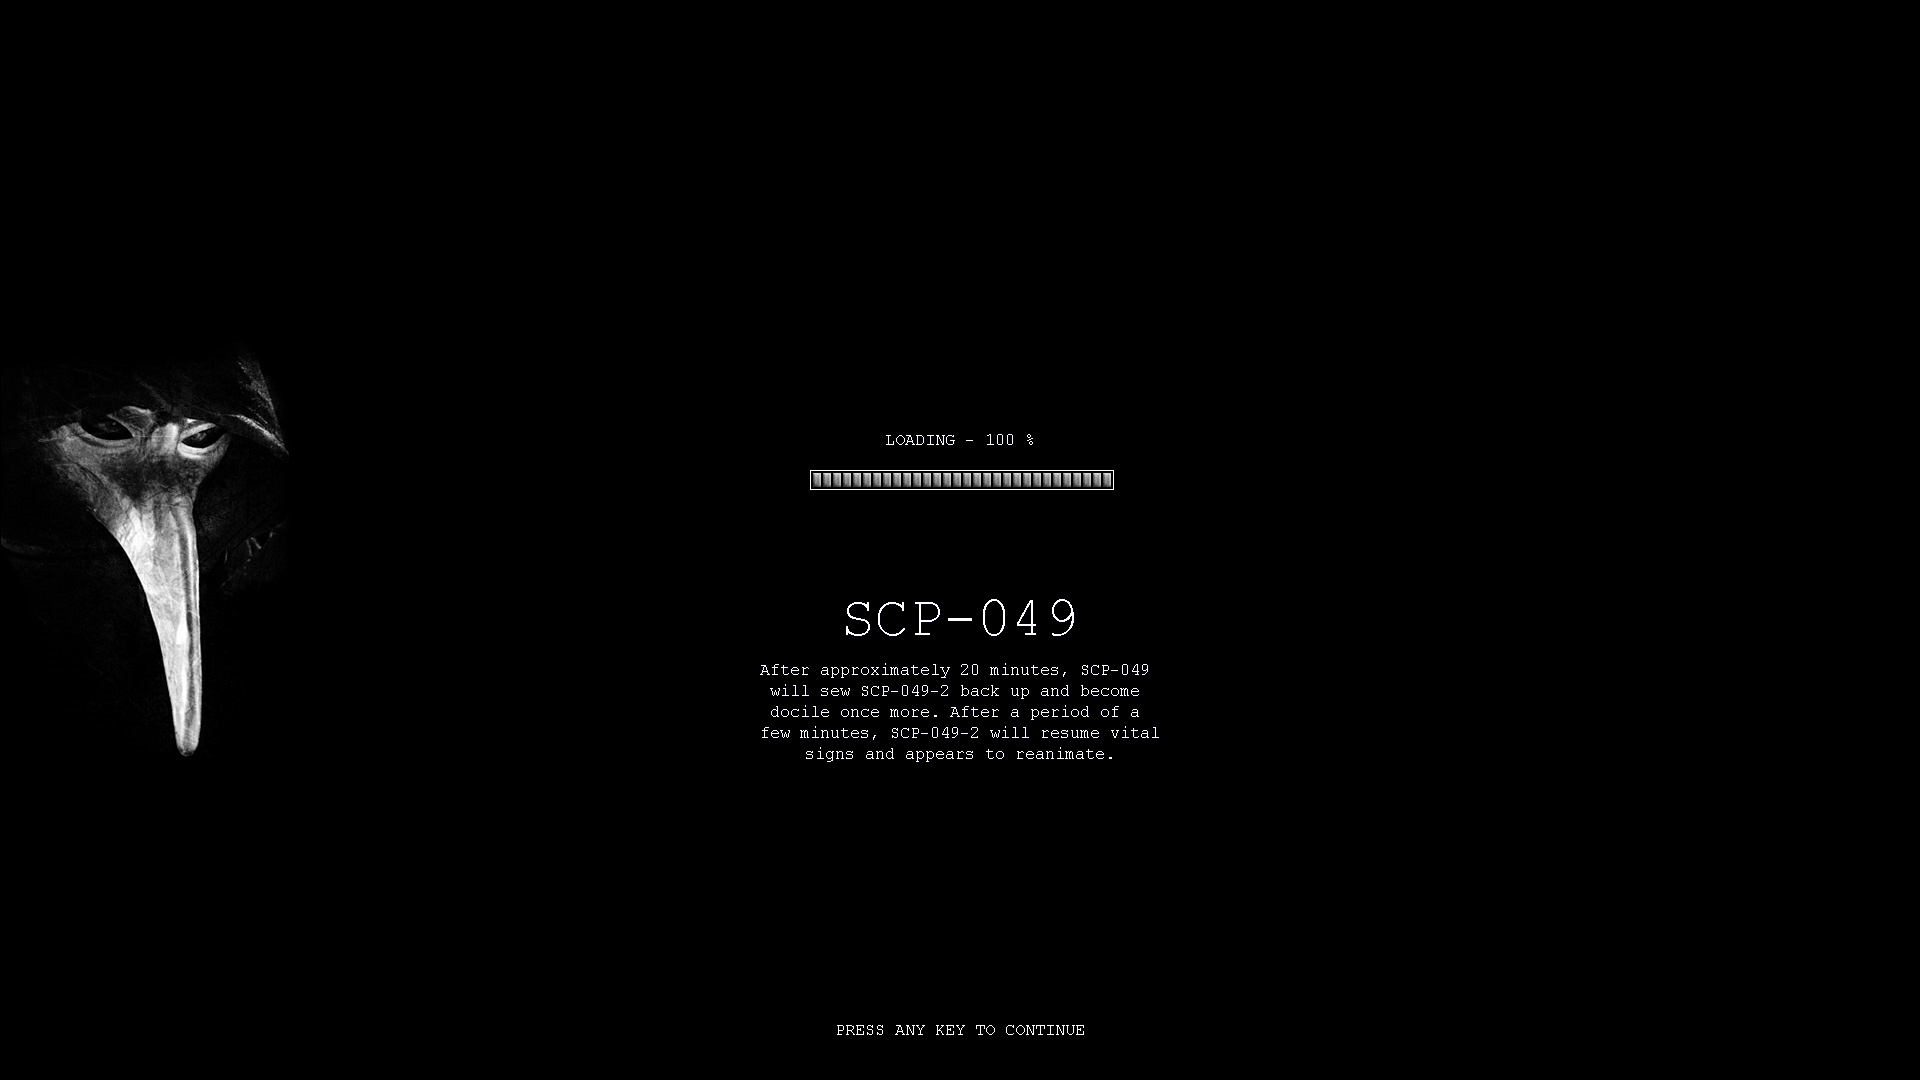 LOADING - 100 %
SCP-049
After approximately 20 minutes, SCP-049
will sew SCP-049-2 back up and become
docile once more. After a period of a
few minutes, SCP-049-2 will resume vital
signs and appears to reanimate.
PRESS ANY KEY TO CONTINUE